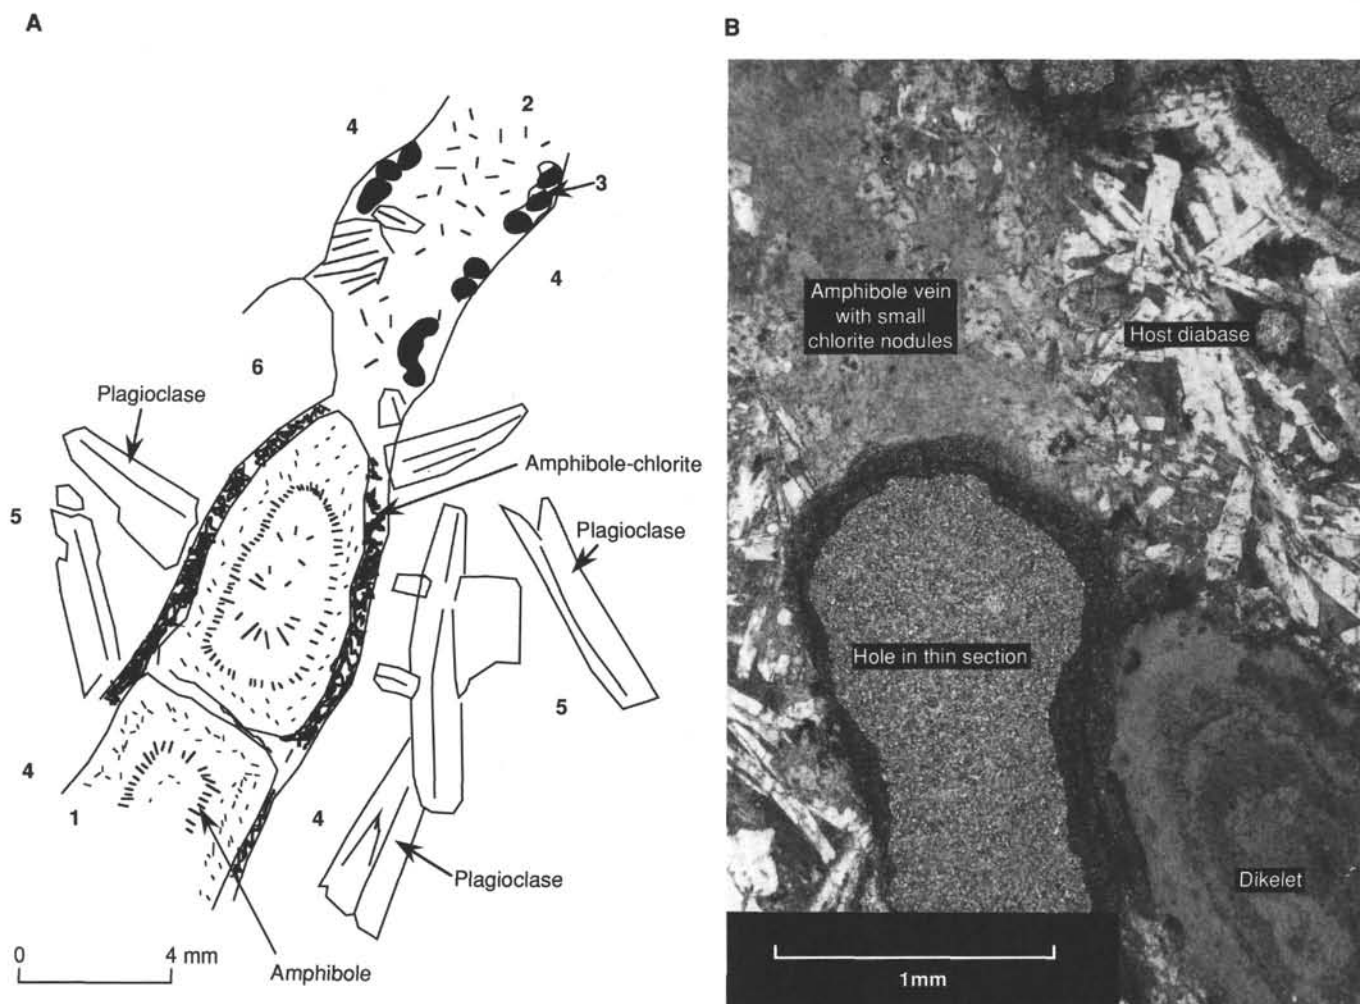 A
B
2
4
3
4
6
Plagioclase
Amphibole-chlorite
5
Plagioclase
5
4
1
4
Plagioclase
0
4 mm
Amphibole
Amphibole vein
with small
chlorite nodules
Host diabase
Hole in thin section
Dikelet
1mm